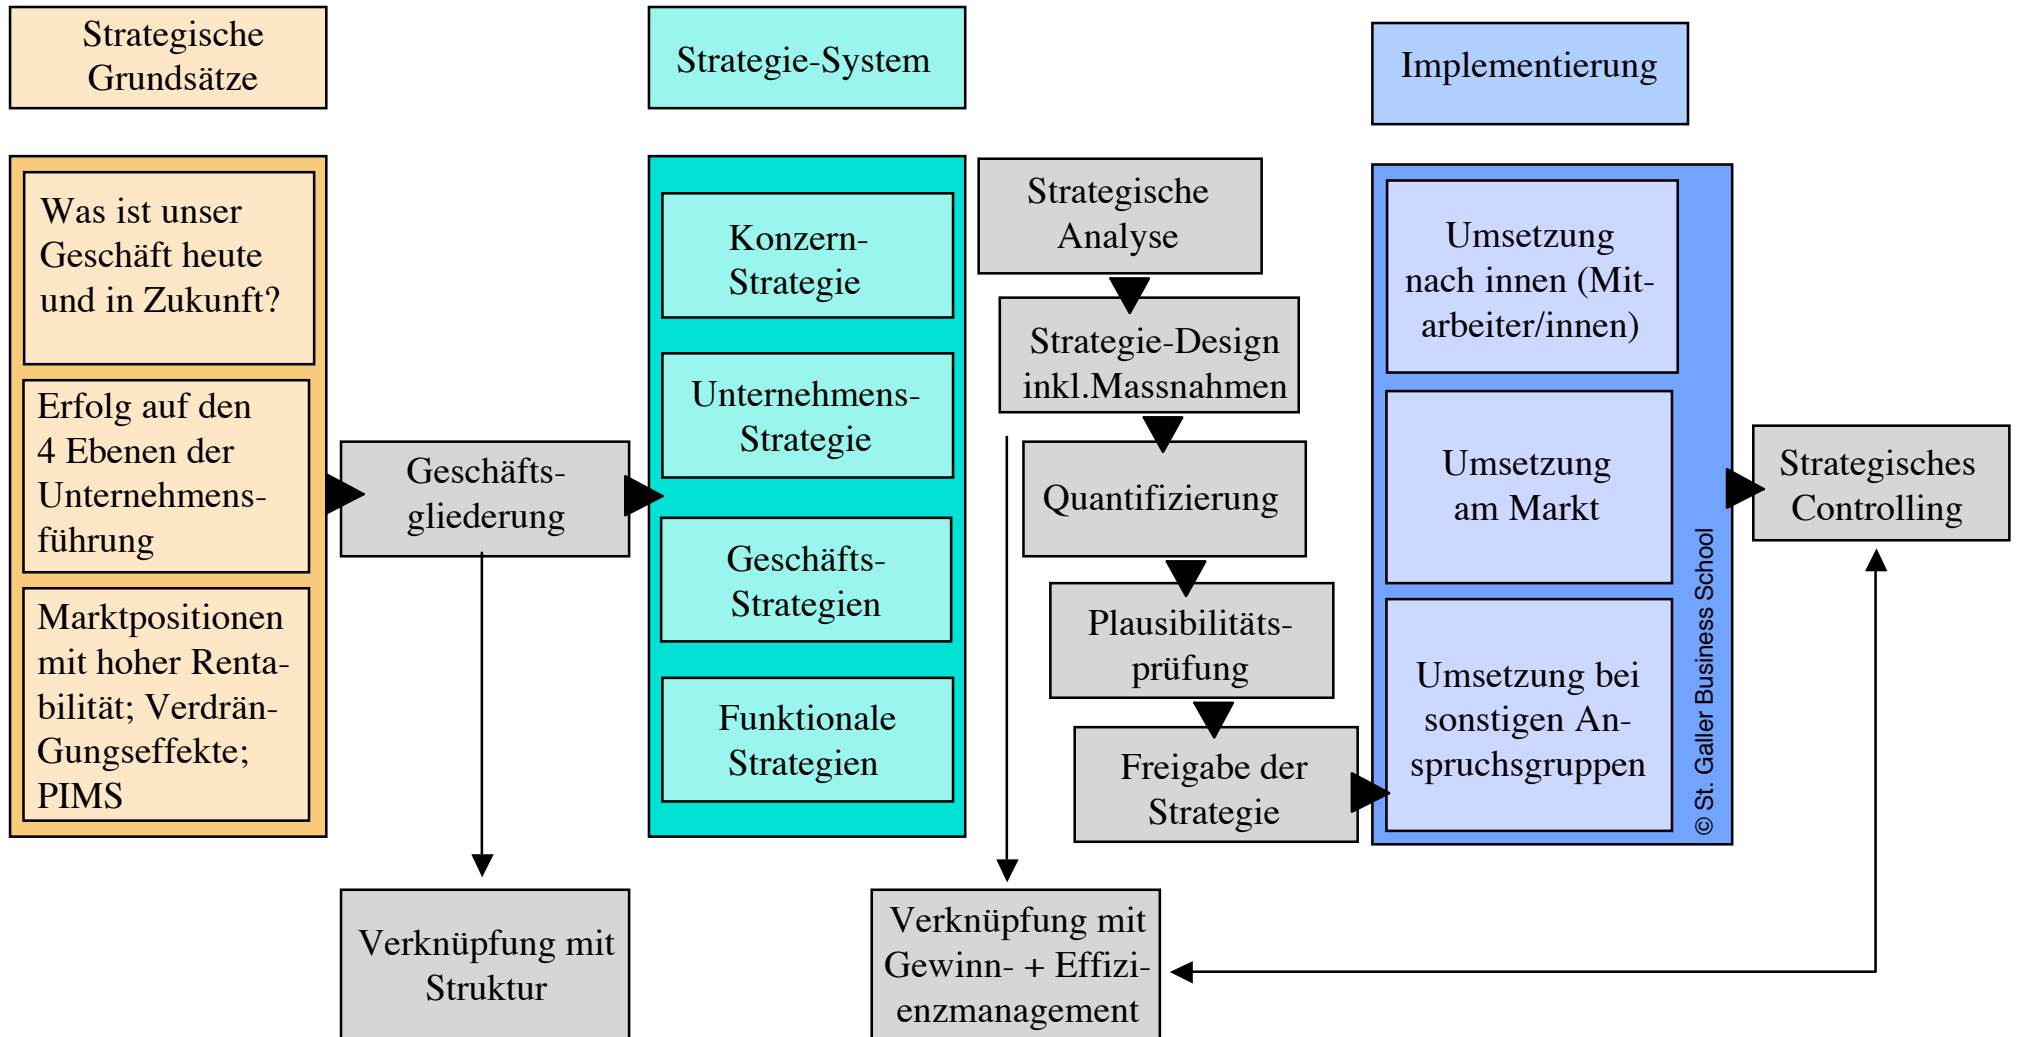 Strategische
Grundsätze
Strategie-System
Implementierung
Was ist unser
Geschäft heute
und in Zukunft?
Erfolg auf den
4 Ebenen der
Unternehmens-
führung
Marktpositionen
mit hoher Renta-
bilität; Verdrän-
Gungseffekte;
PIMS
Geschäfts-
gliederung
Verknüpfung mit
Struktur
Konzern-
Strategie
Unternehmens-
Strategie
Geschäfts-
Strategien
Funktionale
Strategien
Strategische
Analyse
Strategie-Design
inkl.Massnahmen
Quantifizierung
Plausibilitäts-
prüfung
Freigabe der
Strategie
Verknüpfung mit
Gewinn- + Effizi-
enzmanagement
Umsetzung
nach innen (Mit-
arbeiter/innen)
Umsetzung
am Markt
Umsetzung bei
sonstigen An-
spruchsgruppen
© St. Galler Business School
Strategisches
Controlling